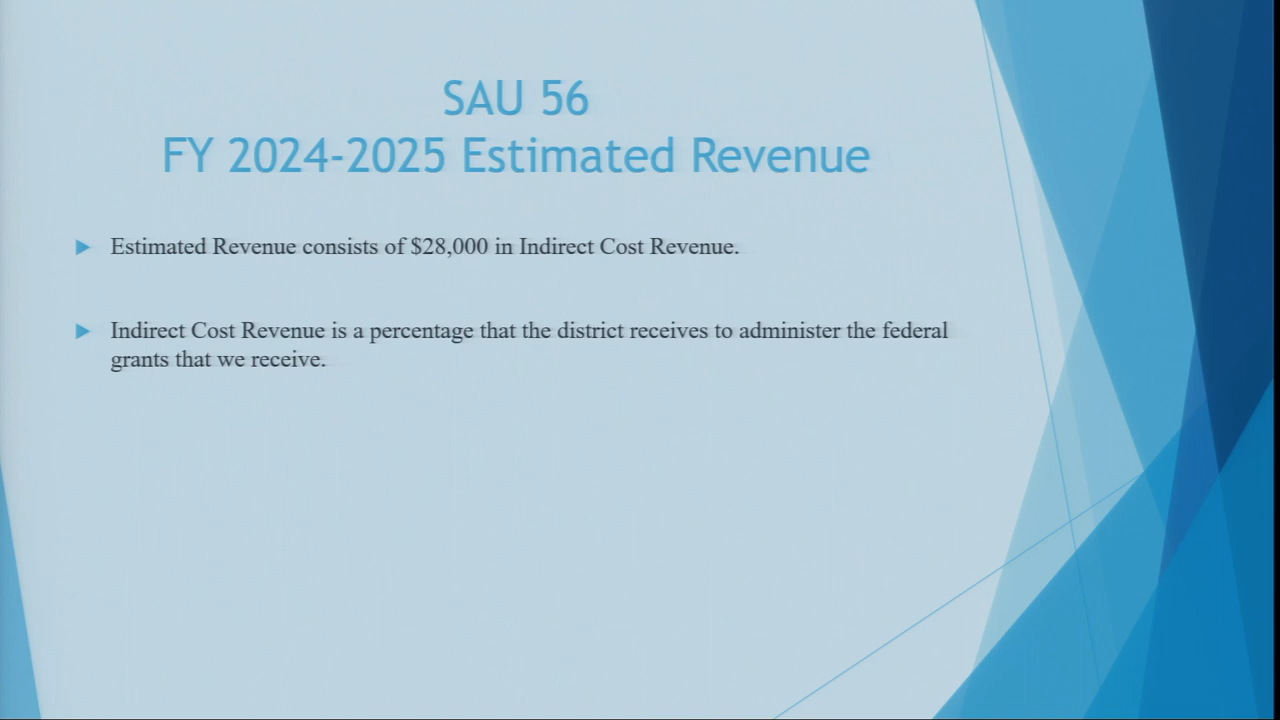 SAU 56
FY 2024-2025 Estimated Revenue
Estimated Revenue consists of $28,000 in Indirect Cost Revenue.
Indirect Cost Revenue is a percentage that the district receives to administer the federal
grants that we receive.